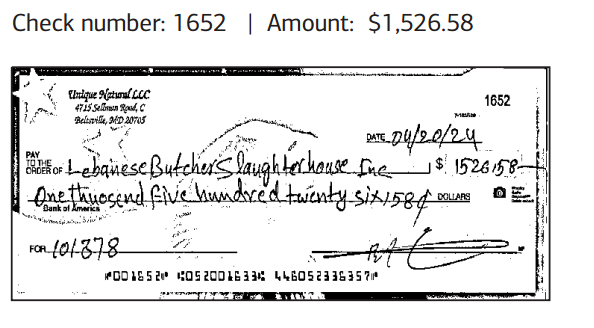 Check number: 1652 | Amount: $1,526.58
Unique Natural LLC
4715 Sellman Road, C
Beltsville, MD 20705
1652
DATE 04/20/24
PAY TO THE ORDER OF Lebanese Butcher Slaughterhouse Inc $ 1526/58
One thuosend five hundred twenty six/58¢ DOLLARS
Bank of America
FOR 101378
⑈001652⑈ ⑆052001633⑆ 446052336357⑈